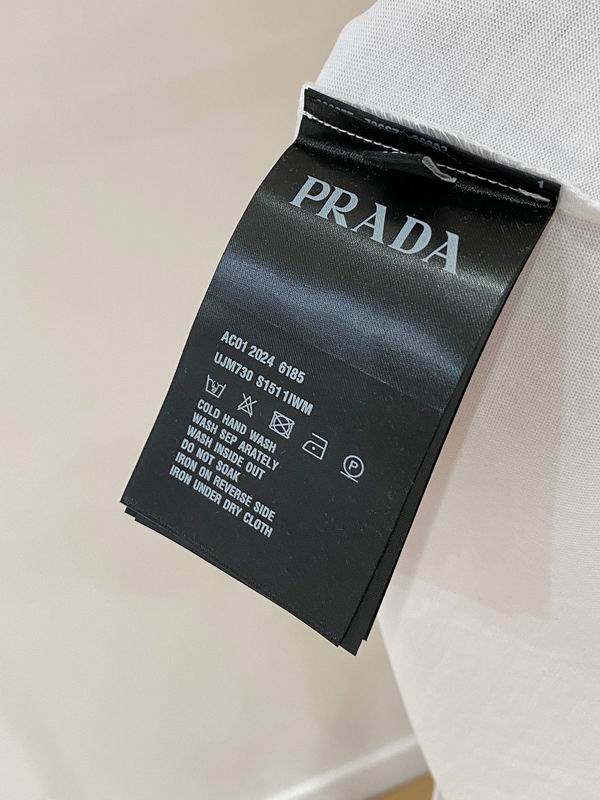 1
PRADA
AC01 2024 6185
UJM730 S1511IWM
P
COLD HAND WASH
WASH SEP ARATELY
WASH INSIDE OUT
DO NOT SOAK
IRON ON REVERSE SIDE
IRON UNDER DRY CLOTH